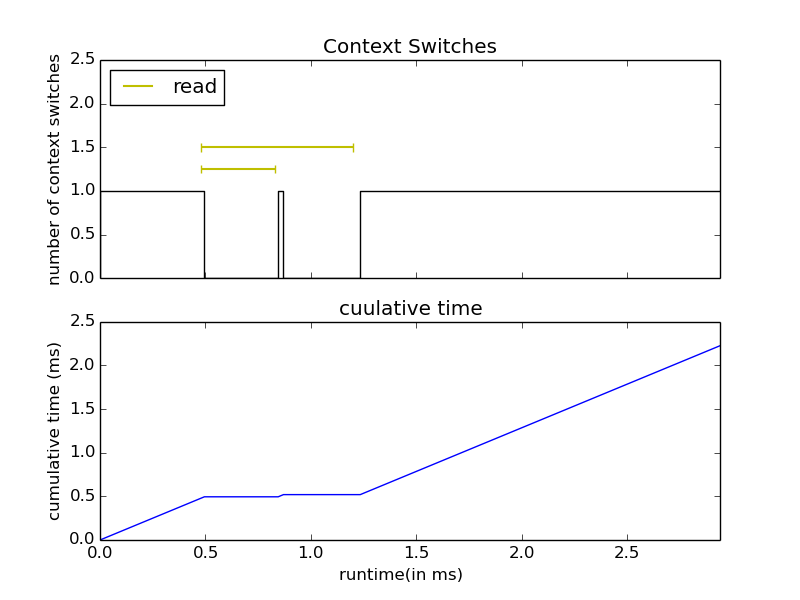 Context Switches
number of context switches
2.5
2.0
1.5
1.0
0.5
0.0
read
cuulative time
cumulative time (ms)
2.5
2.0
1.5
1.0
0.5
0.0
0.0 0.5 1.0 1.5 2.0 2.5
runtime(in ms)